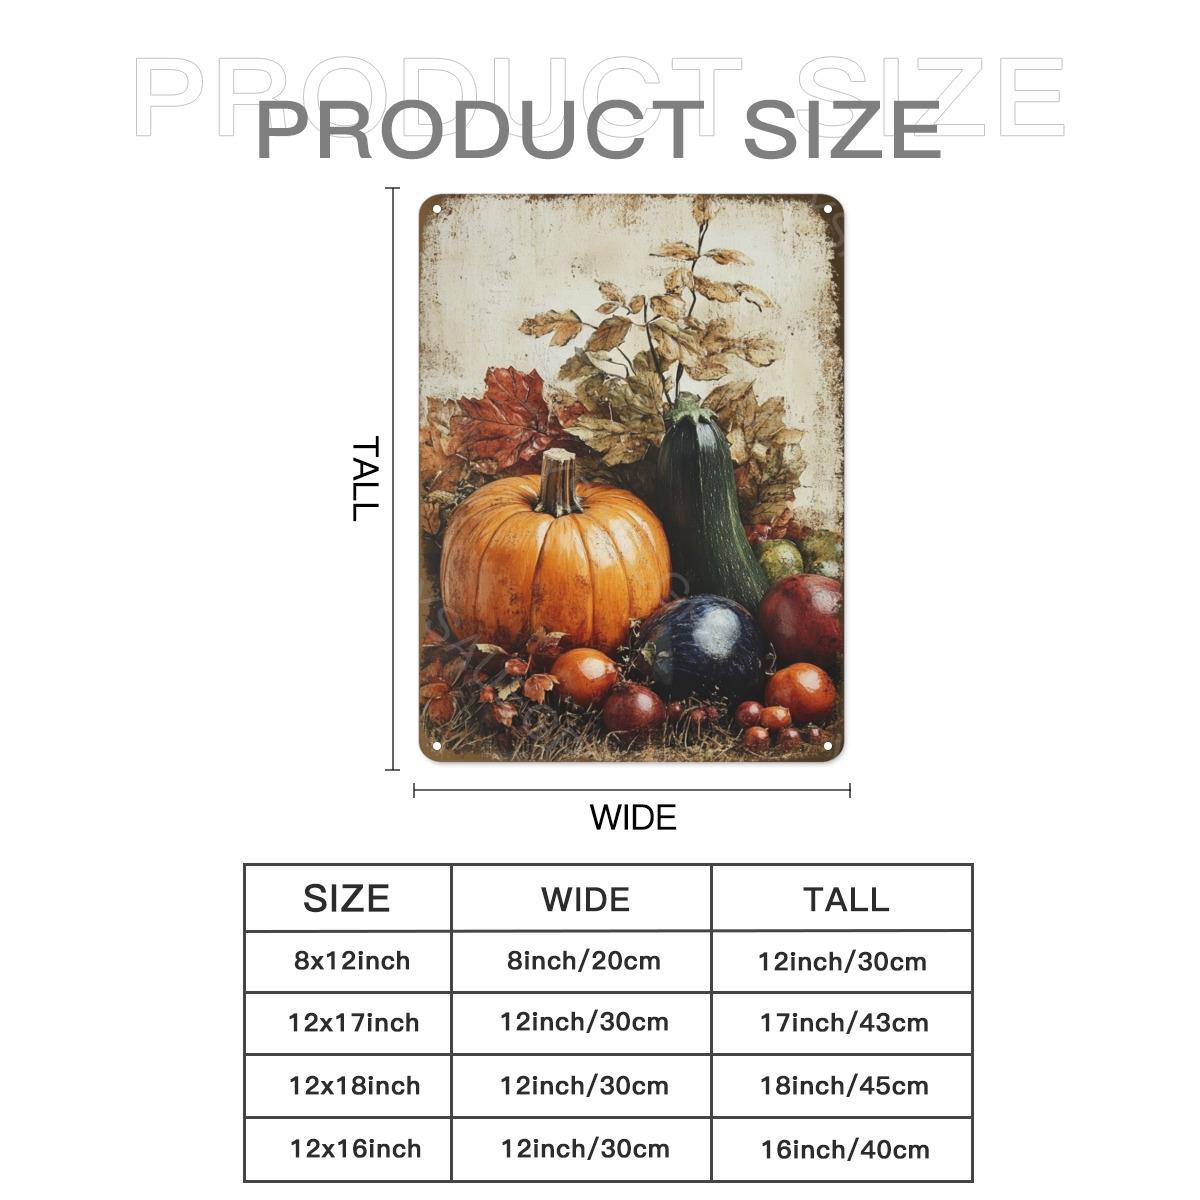 PRODUCT SIZE
PRODUCT SIZE
TALL
WIDE
SIZE WIDE TALL
8x12inch 8inch/20cm 12inch/30cm
12x17inch 12inch/30cm 17inch/43cm
12x18inch 12inch/30cm 18inch/45cm
12x16inch 12inch/30cm 16inch/40cm